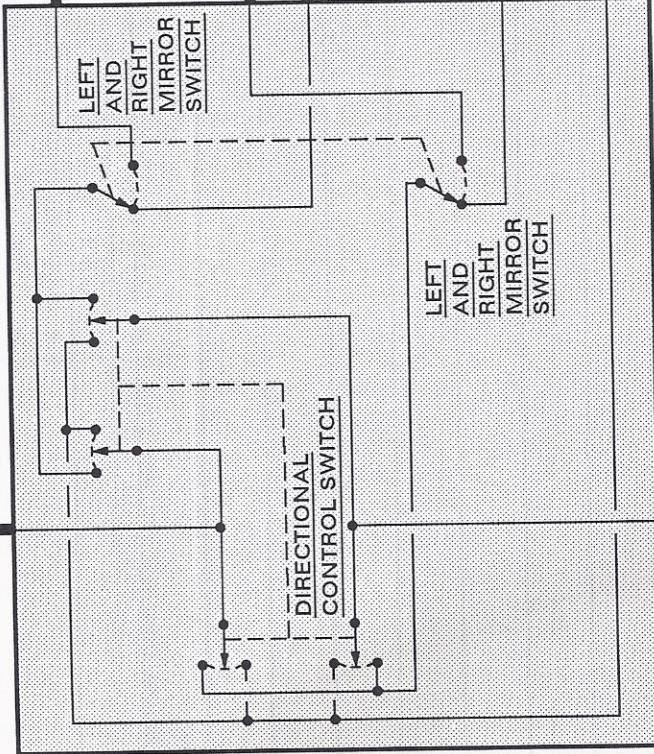 LEFT
AND
RIGHT
MIRROR
SWITCH
LEFT
AND
RIGHT
MIRROR
SWITCH
DIRECTIONAL
CONTROL SWITCH